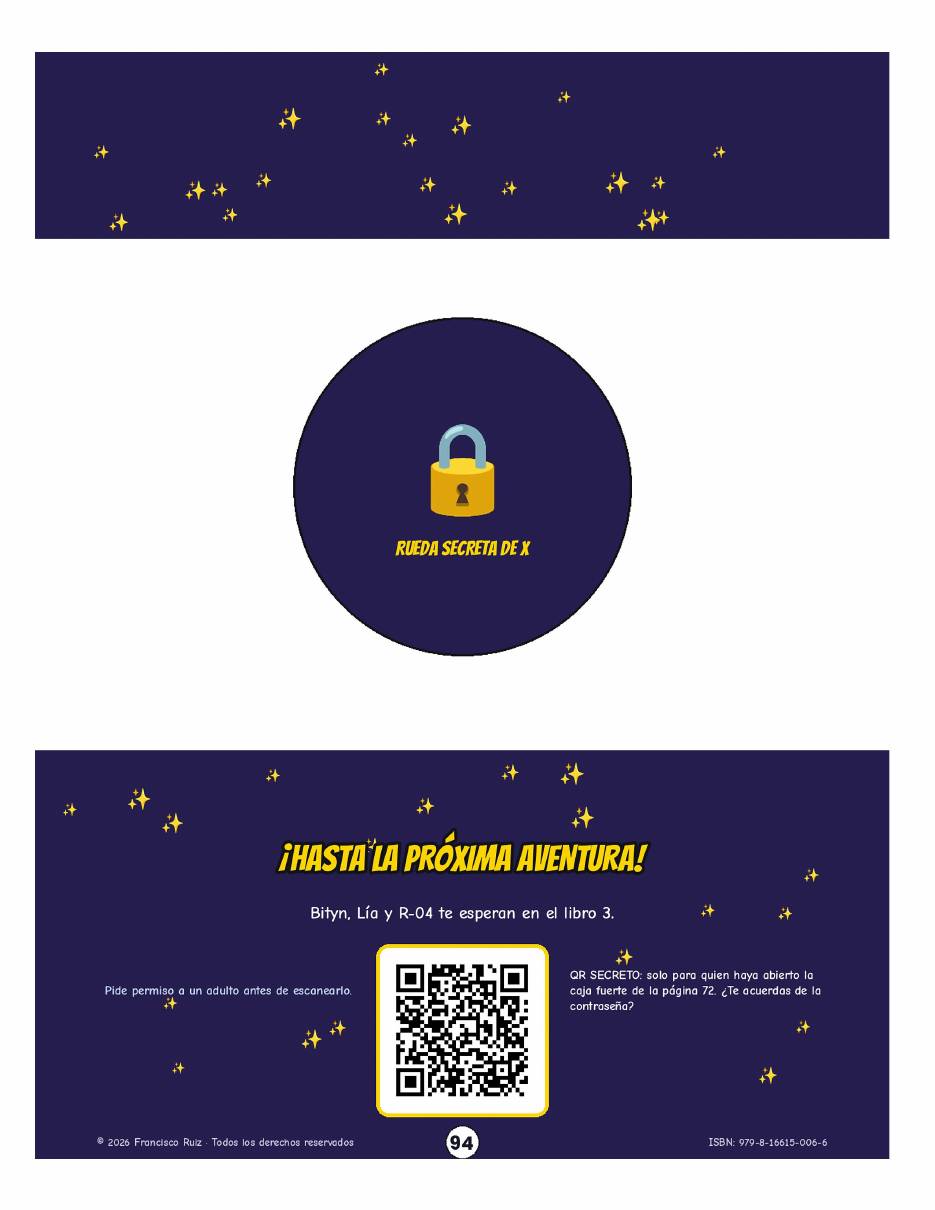 RUEDA SECRETA DE X
¡HASTA LA PRÓXIMA AVENTURA!
Bityn, Lía y R-04 te esperan en el libro 3.
Pide permiso a un adulto antes de escanearlo.
QR SECRETO: solo para quien haya abierto la
caja fuerte de la página 72. ¿Te acuerdas de la
contraseña?
© 2026 Francisco Ruiz · Todos los derechos reservados
94
ISBN: 979-8-16615-006-6